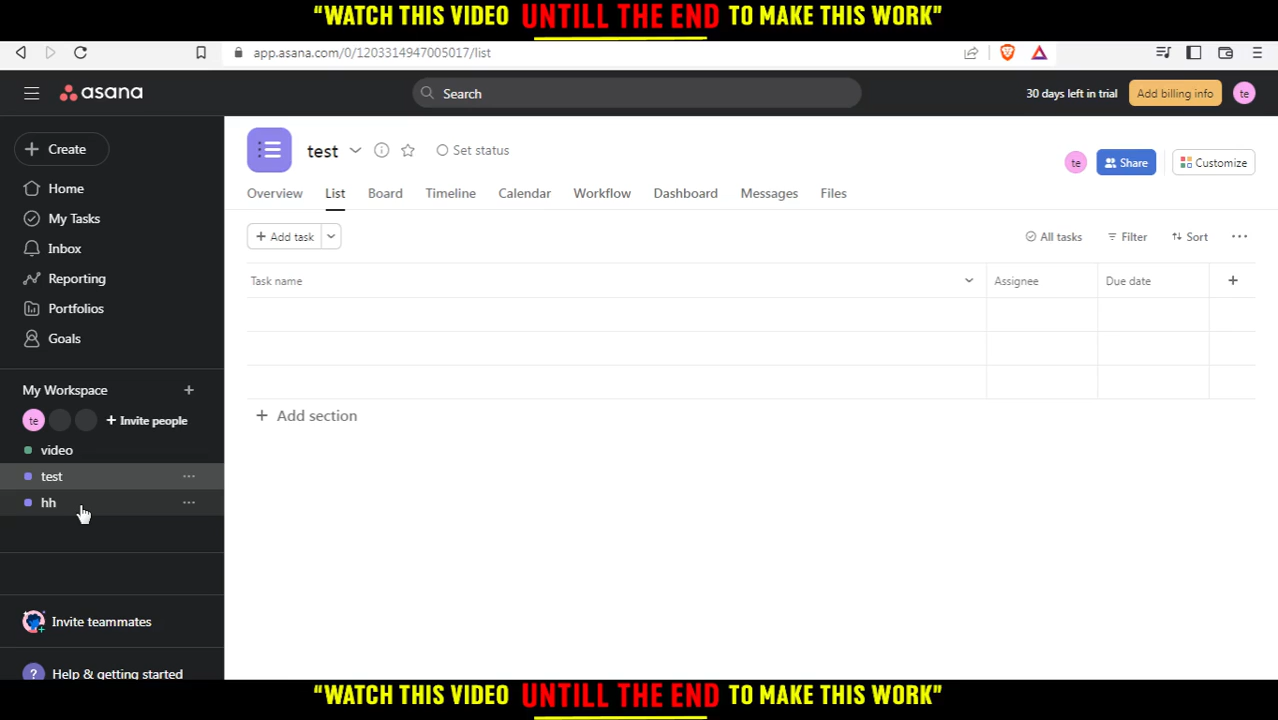 “WATCH THIS VIDEO UNTILL THE END TO MAKE THIS WORK”
app.asana.com/0/1203314947005017/list
asana
Search
30 days left in trial
Add billing info
te
Create
test
Set status
te
Share
Customize
Home
Overview
List
Board
Timeline
Calendar
Workflow
Dashboard
Messages
Files
My Tasks
Inbox
+ Add task
All tasks
Filter
Sort
Reporting
Task name
Assignee
Due date
+
Portfolios
Goals
My Workspace
+
te
+ Invite people
+ Add section
video
test
hh
Invite teammates
? Help & getting started
“WATCH THIS VIDEO UNTILL THE END TO MAKE THIS WORK”